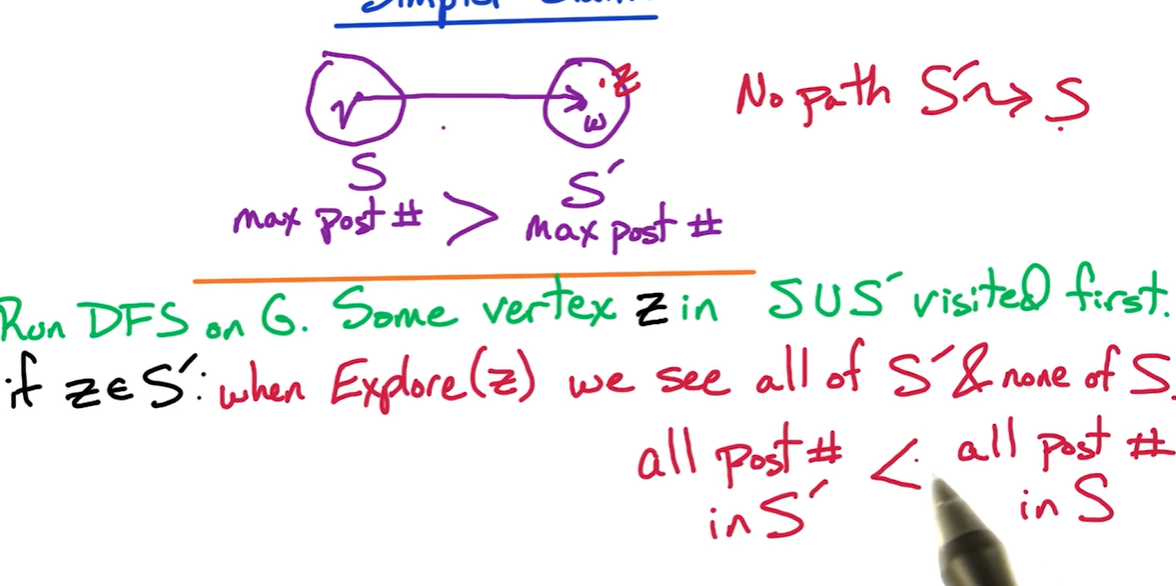 z
v w
No path S' ⤳ S
S S'
max post # > max post #
Run DFS on G. Some vertex z in S∪S' visited first.
if z∈S': when Explore(z) we see all of S' & none of S.
all post # < all post #
in S' in S